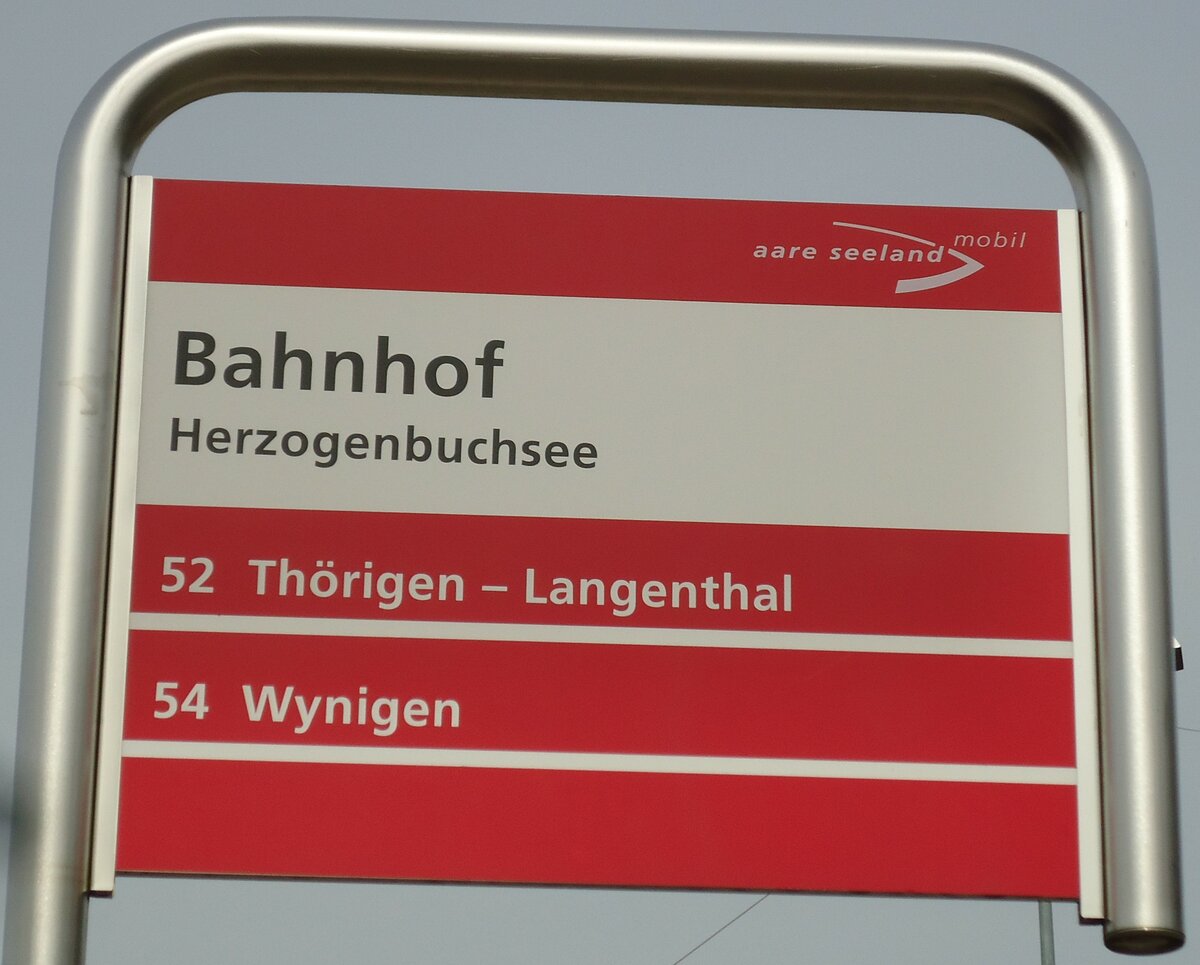 aare seeland mobil
Bahnhof
Herzogenbuchsee
52 Thörigen – Langenthal
54 Wynigen